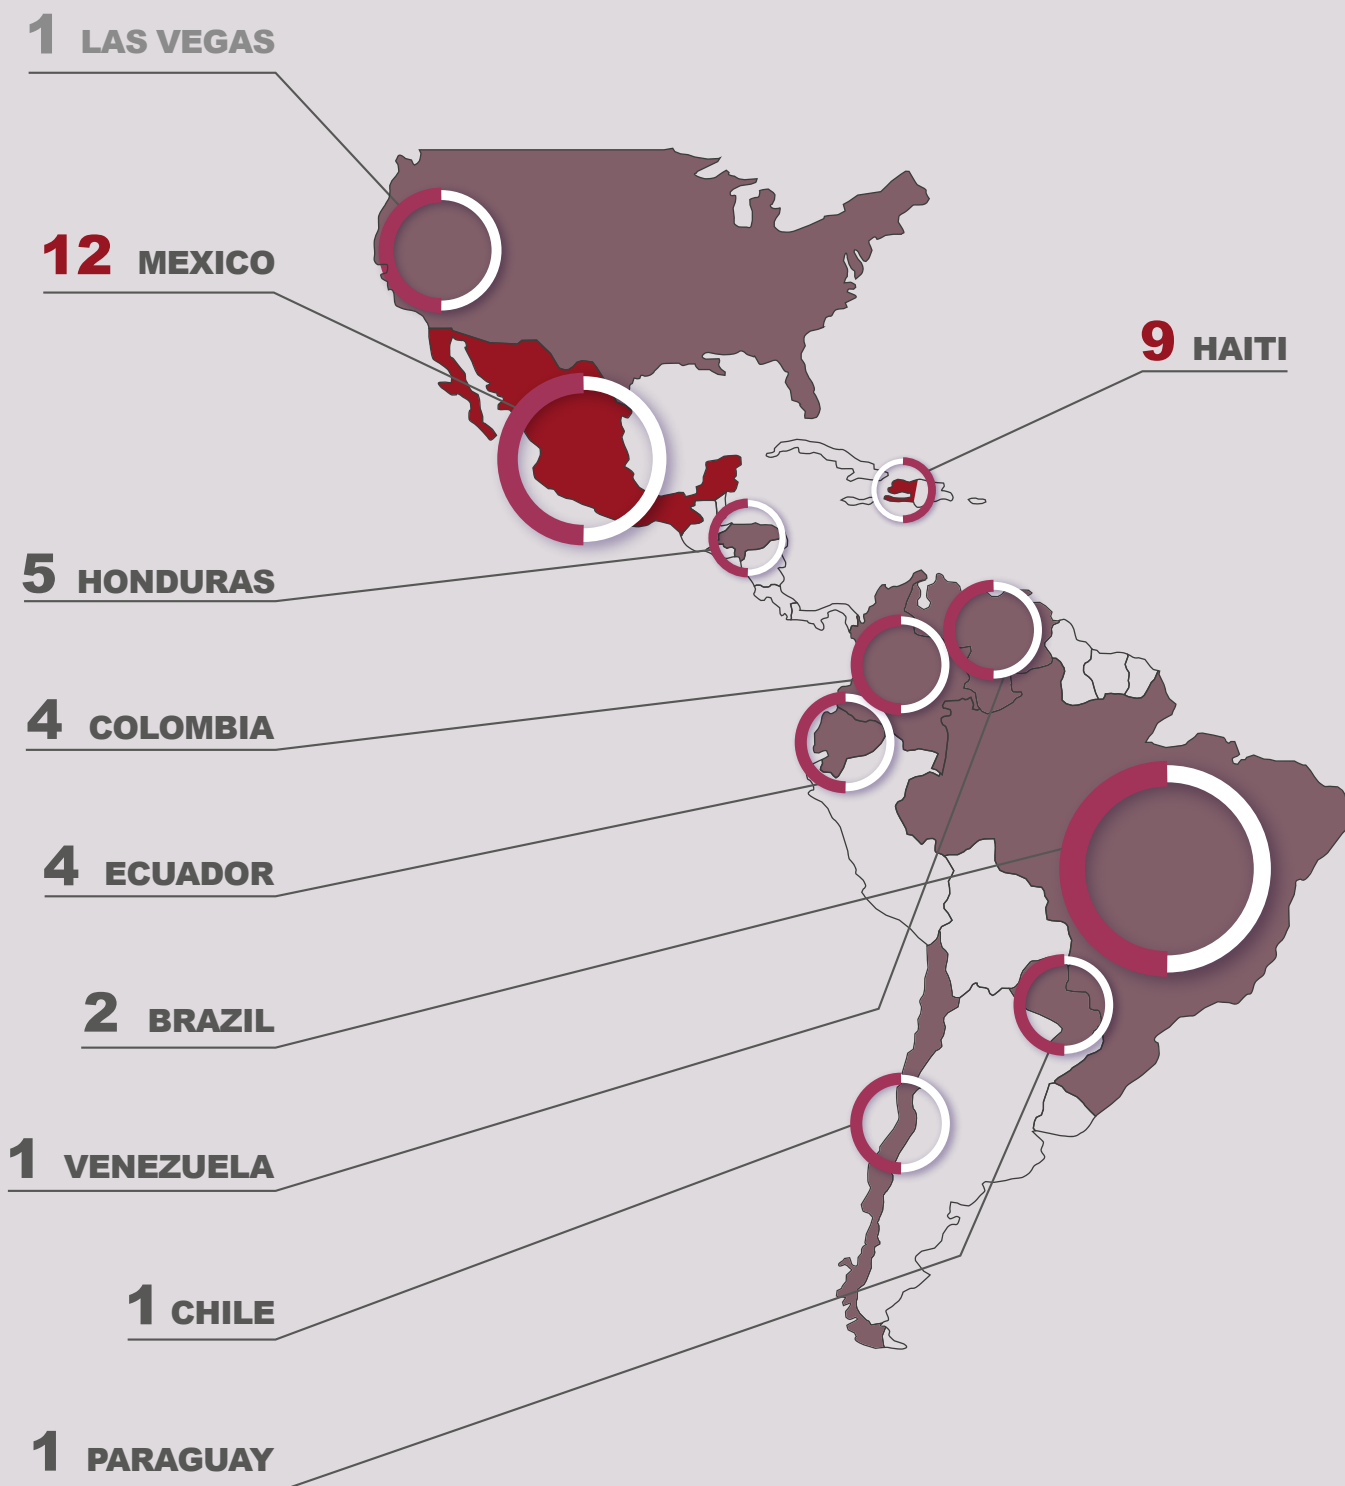 1 LAS VEGAS
12 MEXICO
9 HAITI
5 HONDURAS
4 COLOMBIA
4 ECUADOR
2 BRAZIL
1 VENEZUELA
1 CHILE
1 PARAGUAY